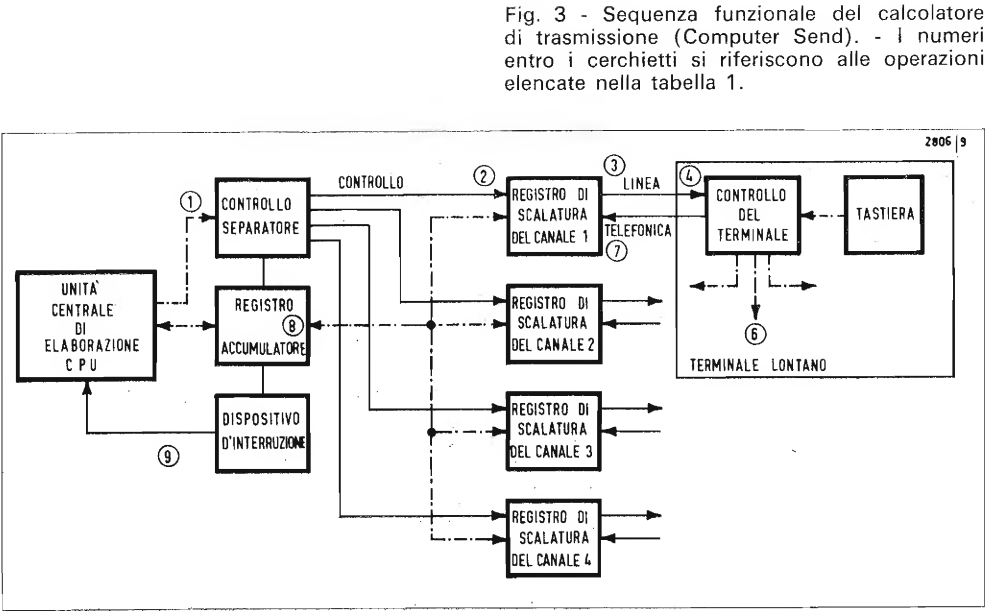 Fig. 3 - Sequenza funzionale del calcolatore
di trasmissione (Computer Send). - I numeri
entro i cerchietti si riferiscono alle operazioni
elencate nella tabella 1.
2806|9
1
CONTROLLO
SEPARATORE
CONTROLLO
2
REGISTRO DI
SCALATURA
DEL CANALE 1
3
LINEA
TELEFONICA
7
4
CONTROLLO
DEL
TERMINALE
TASTIERA
6
TERMINALE LONTANO
UNITÀ
CENTRALE
DI
ELABORAZIONE
CPU
REGISTRO
8
ACCUMULATORE
REGISTRO DI
SCALATURA
DEL CANALE 2
DISPOSITIVO
D'INTERRUZIONE
9
REGISTRO DI
SCALATURA
DEL CANALE 3
REGISTRO DI
SCALATURA
DEL CANALE 4